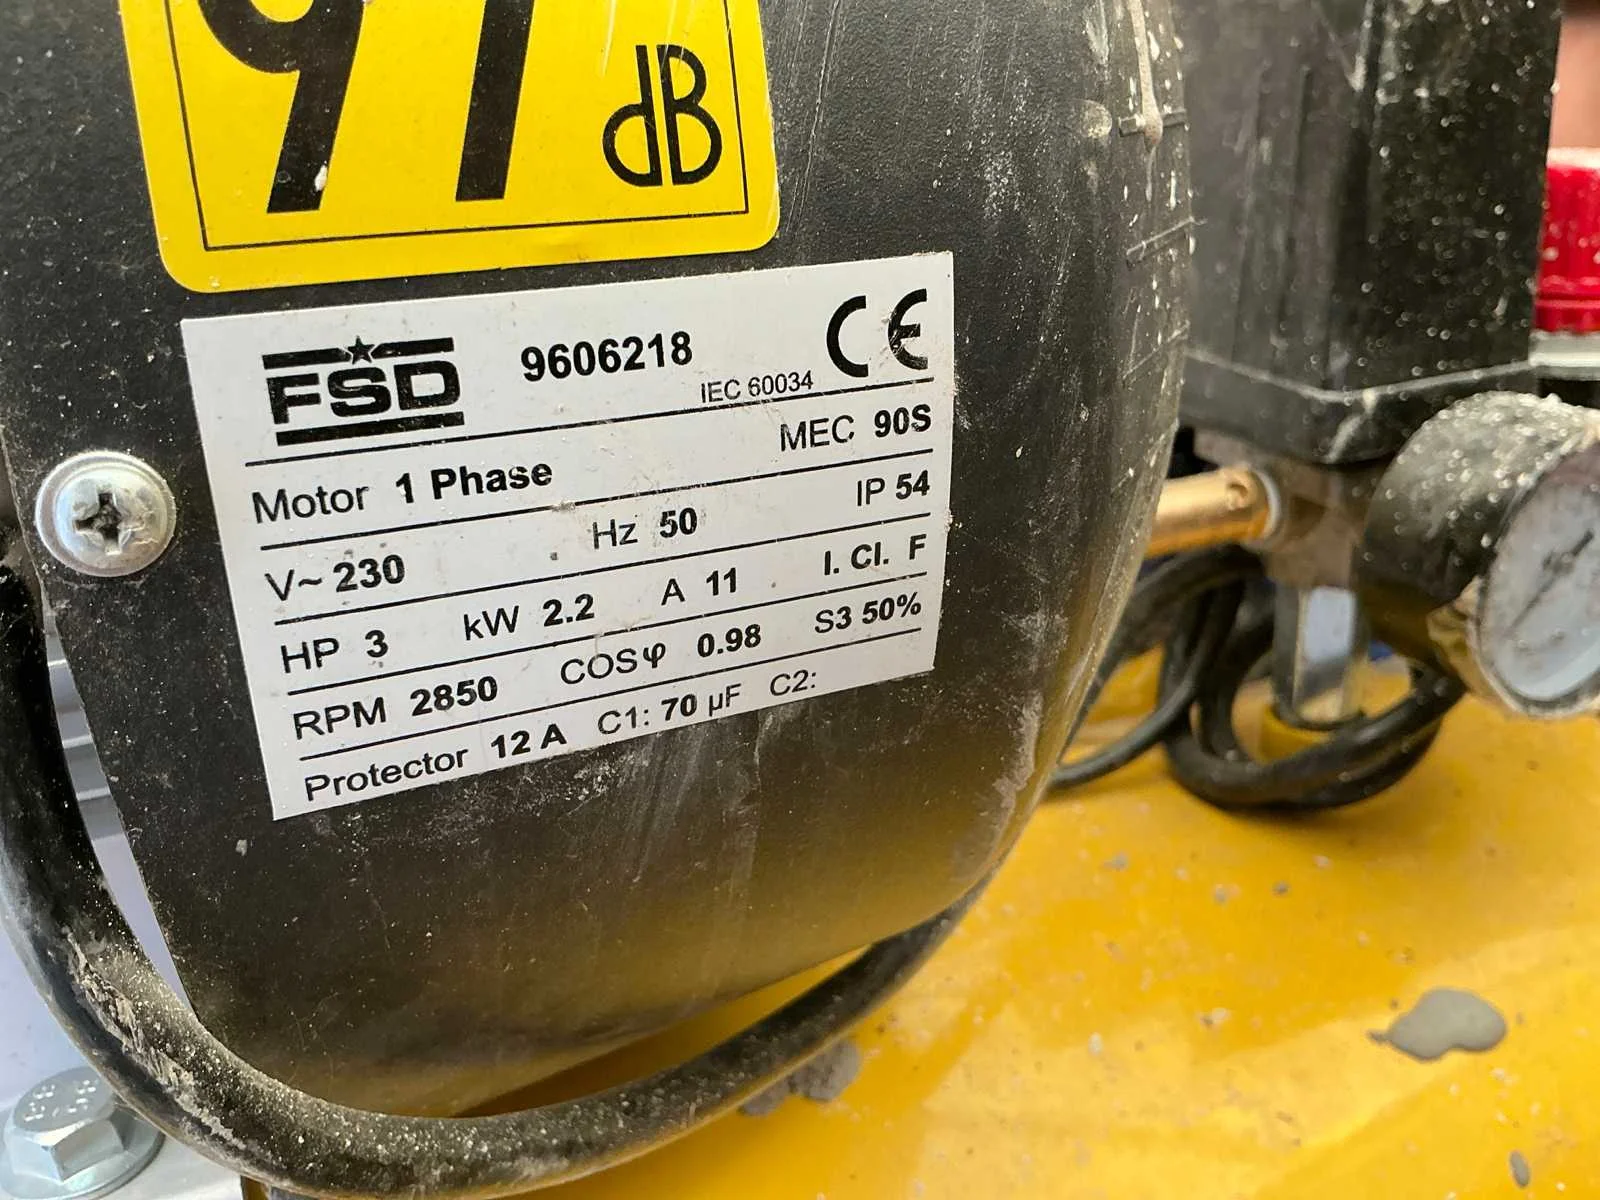 97 dB
FSD 9606218 CE
IEC 60034
Motor 1 Phase MEC 90S
V~ 230 Hz 50 IP 54
HP 3 kW 2.2 A 11 I. Cl. F
RPM 2850 COSφ 0.98 S3 50%
Protector 12 A C1: 70 µF C2: